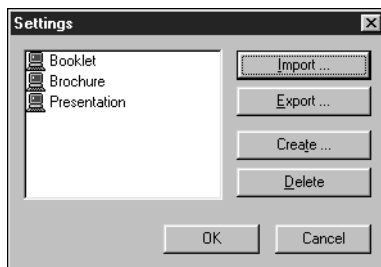 Settings
Booklet
Brochure
Presentation
Import ...
Export ...
Create ...
Delete
OK
Cancel